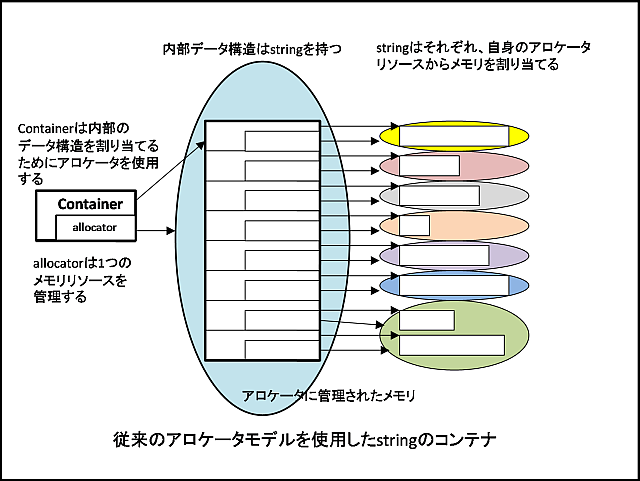 内部データ構造はstringを持つ
stringはそれぞれ、自身のアロケータ
リソースからメモリを割り当てる
Containerは内部の
データ構造を割り当てる
ためにアロケータを使用
する
Container
allocator
allocatorは1つの
メモリリソースを
管理する
アロケータに管理されたメモリ
従来のアロケータモデルを使用したstringのコンテナ